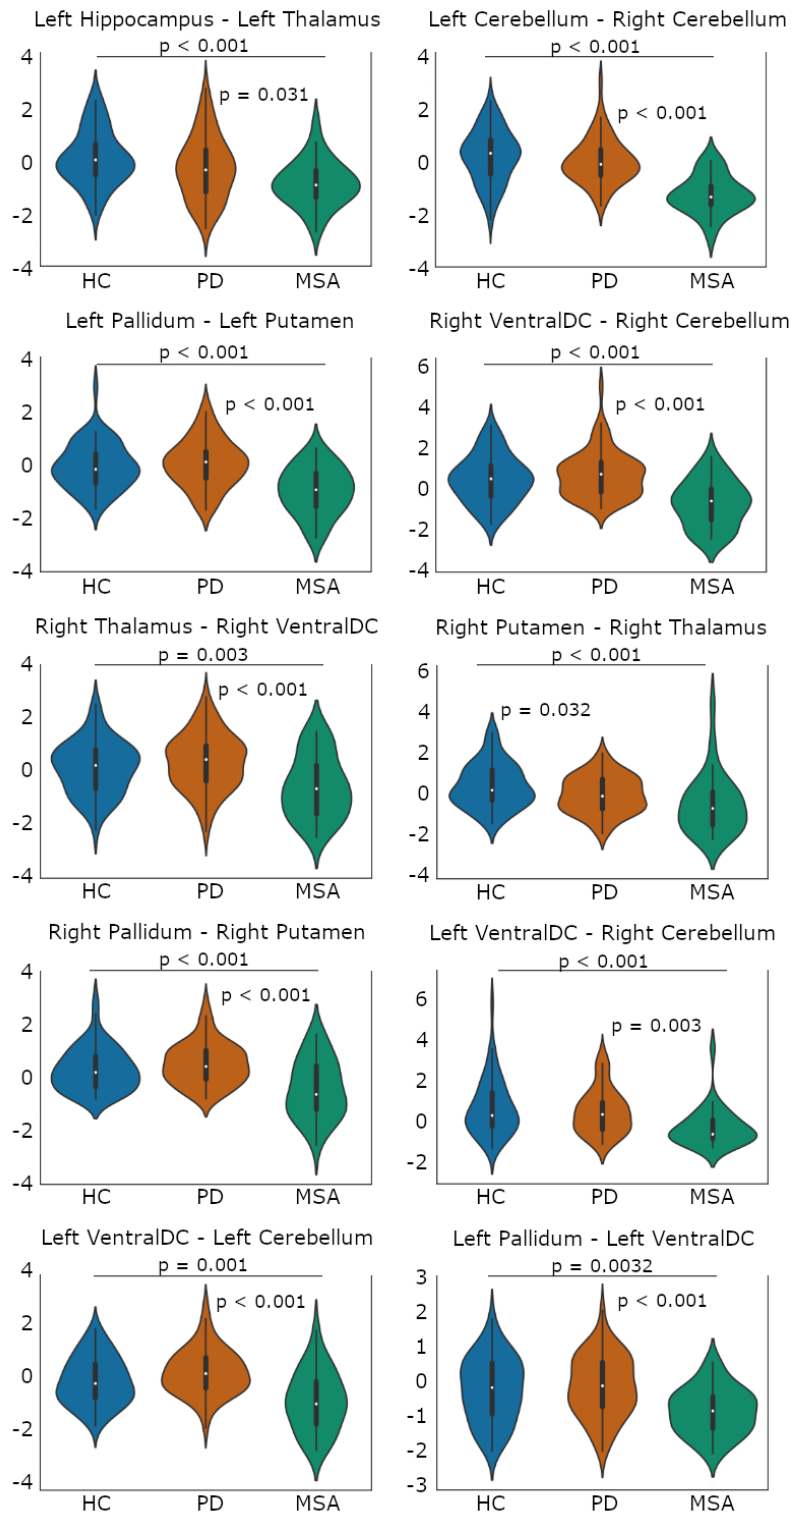 Left Hippocampus - Left Thalamus
p < 0.001
p = 0.031
4
2
0
-2
-4
HC PD MSA
Left Cerebellum - Right Cerebellum
p < 0.001
p < 0.001
4
2
0
-2
-4
HC PD MSA
Left Pallidum - Left Putamen
p < 0.001
p < 0.001
4
2
0
-2
-4
HC PD MSA
Right VentralDC - Right Cerebellum
p < 0.001
p < 0.001
6
4
2
0
-2
-4
HC PD MSA
Right Thalamus - Right VentralDC
p = 0.003
p < 0.001
4
2
0
-2
-4
HC PD MSA
Right Putamen - Right Thalamus
p < 0.001
p = 0.032
6
4
2
0
-2
-4
HC PD MSA
Right Pallidum - Right Putamen
p < 0.001
p < 0.001
4
2
0
-2
-4
HC PD MSA
Left VentralDC - Right Cerebellum
p < 0.001
p = 0.003
6
4
2
0
-2
HC PD MSA
Left VentralDC - Left Cerebellum
p = 0.001
p < 0.001
4
2
0
-2
-4
HC PD MSA
Left Pallidum - Left VentralDC
p = 0.0032
p < 0.001
3
2
1
0
-1
-2
-3
HC PD MSA